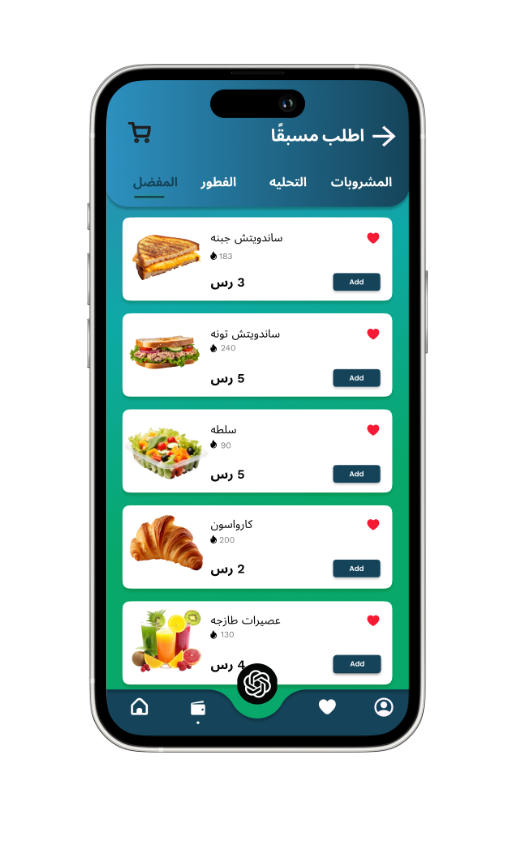 اطلب مسبقًا
المشروبات التحليه الفطور المفضل
ساندويتش جبنه
183
3 رس
Add
ساندويتش تونه
240
5 رس
Add
سلطه
90
5 رس
Add
كارواسون
200
2 رس
Add
عصيرات طازجه
130
4 رس
Add